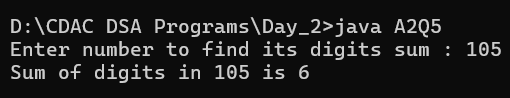 D:\CDAC DSA Programs\Day_2>java A2Q5
Enter number to find its digits sum : 105
Sum of digits in 105 is 6